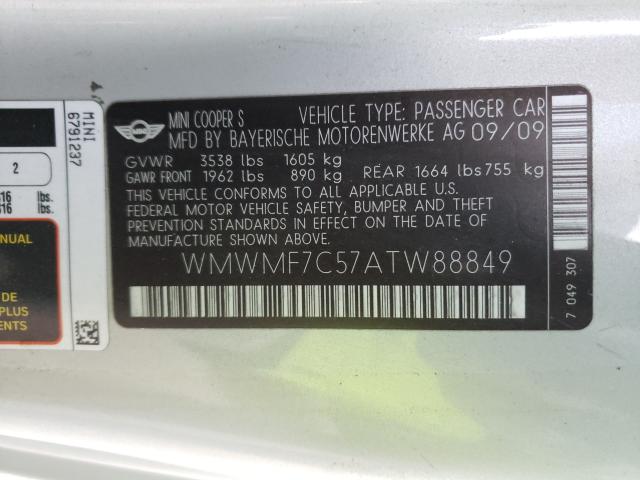 MINI COOPER S VEHICLE TYPE: PASSENGER CAR
MFD BY BAYERISCHE MOTORENWERKE AG 09/09
GVWR 3538 lbs 1605 kg
GAWR FRONT 1962 lbs 890 kg REAR 1664 lbs 755 kg
THIS VEHICLE CONFORMS TO ALL APPLICABLE U.S.
FEDERAL MOTOR VEHICLE SAFETY, BUMPER AND THEFT
PREVENTION STANDARDS IN EFFECT ON THE DATE
OF MANUFACTURE SHOWN ABOVE.
WMWMF7C57ATW88849
7 049 307
MINI
6791237
2
lbs.
lbs.
ANUAL
DE
PLUS
ENTS